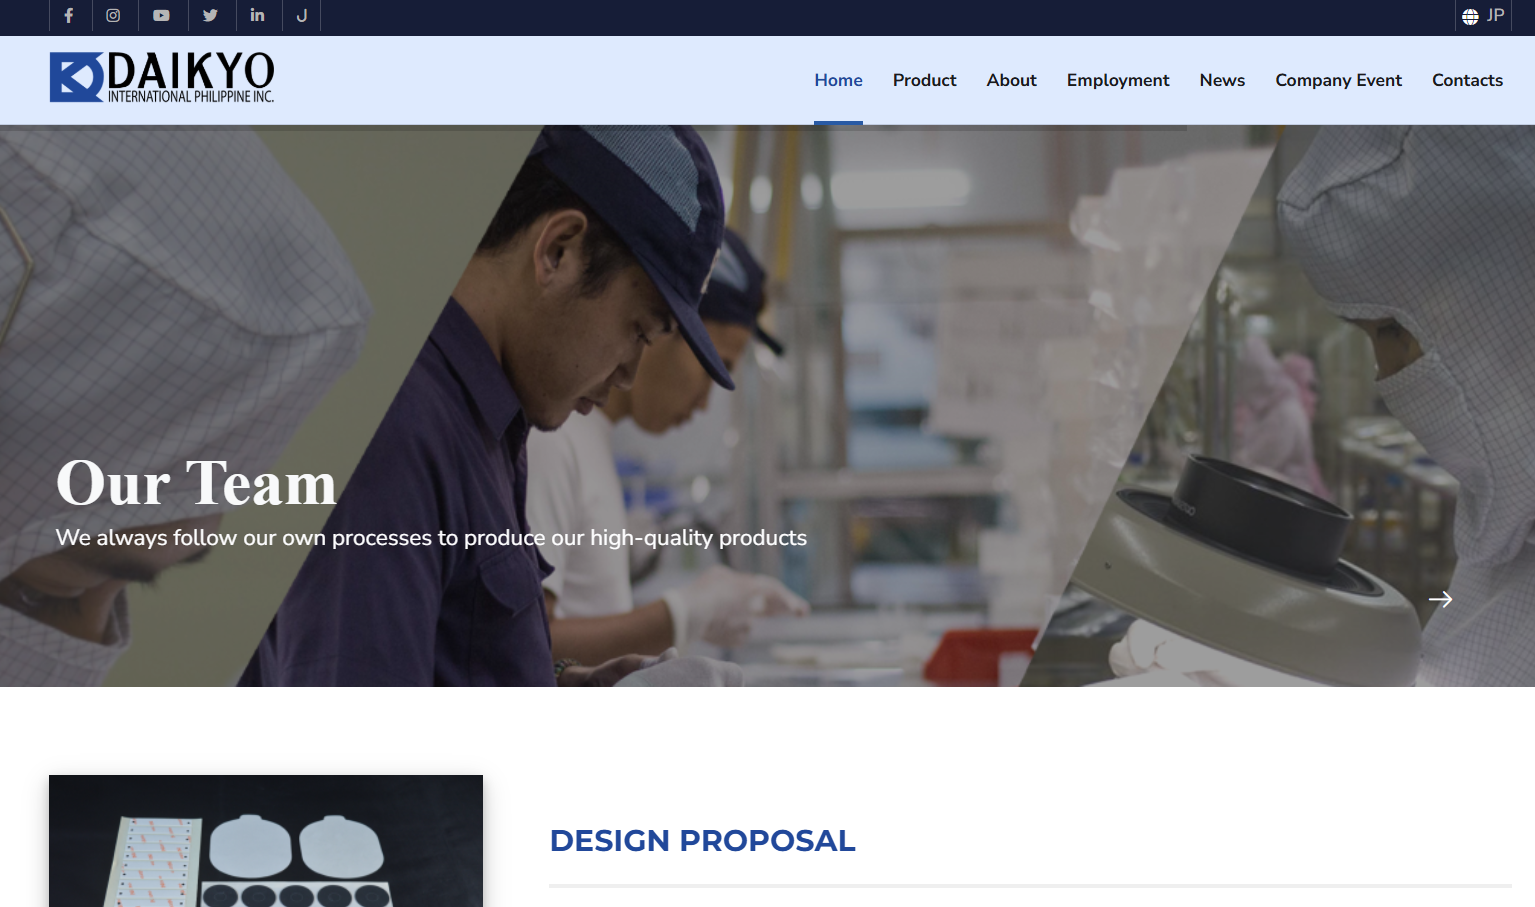 JP
DAIKYO
INTERNATIONAL PHILIPPINE INC.
Home Product About Employment News Company Event Contacts
Our Team
We always follow our own processes to produce our high-quality products
DESIGN PROPOSAL